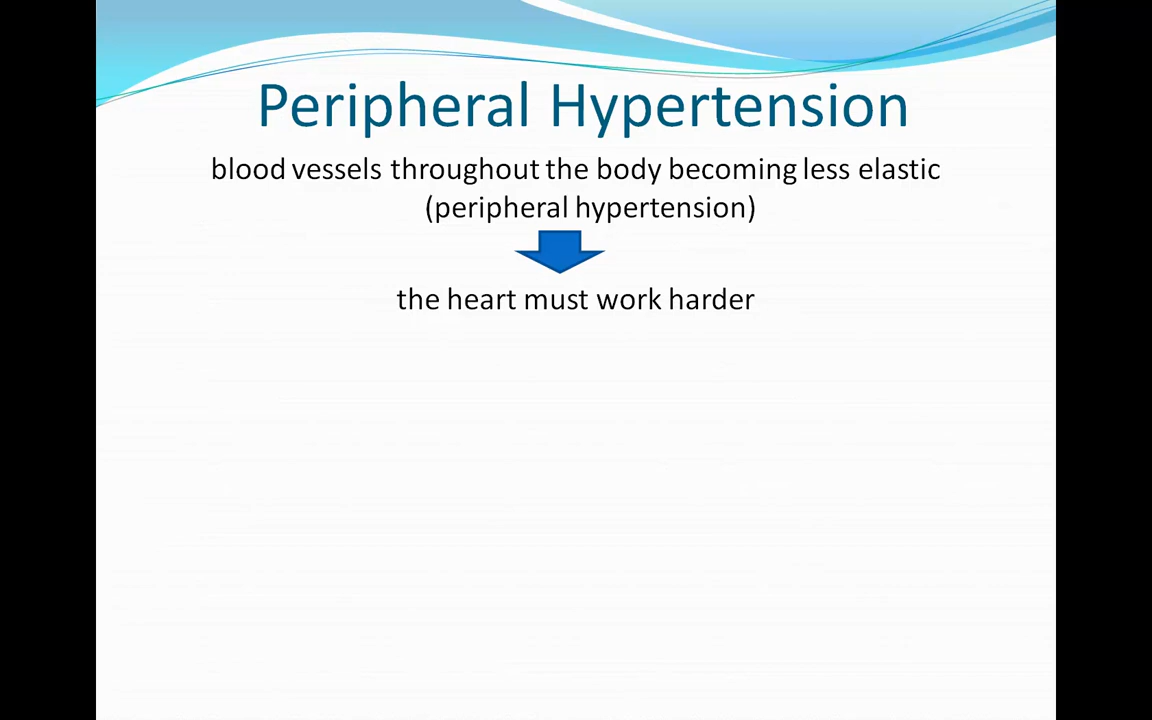 Peripheral Hypertension
blood vessels throughout the body becoming less elastic
(peripheral hypertension)
the heart must work harder